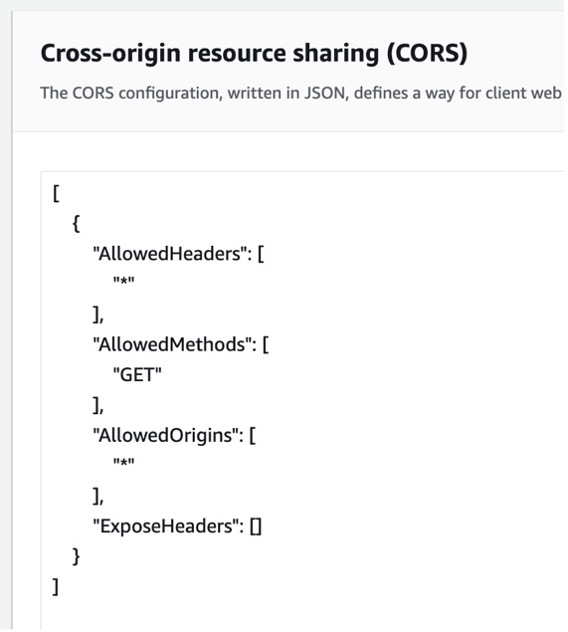 Cross-origin resource sharing (CORS)
The CORS configuration, written in JSON, defines a way for client web
[
{
"AllowedHeaders": [
"*"
],
"AllowedMethods": [
"GET"
],
"AllowedOrigins": [
"*"
],
"ExposeHeaders": []
}
]